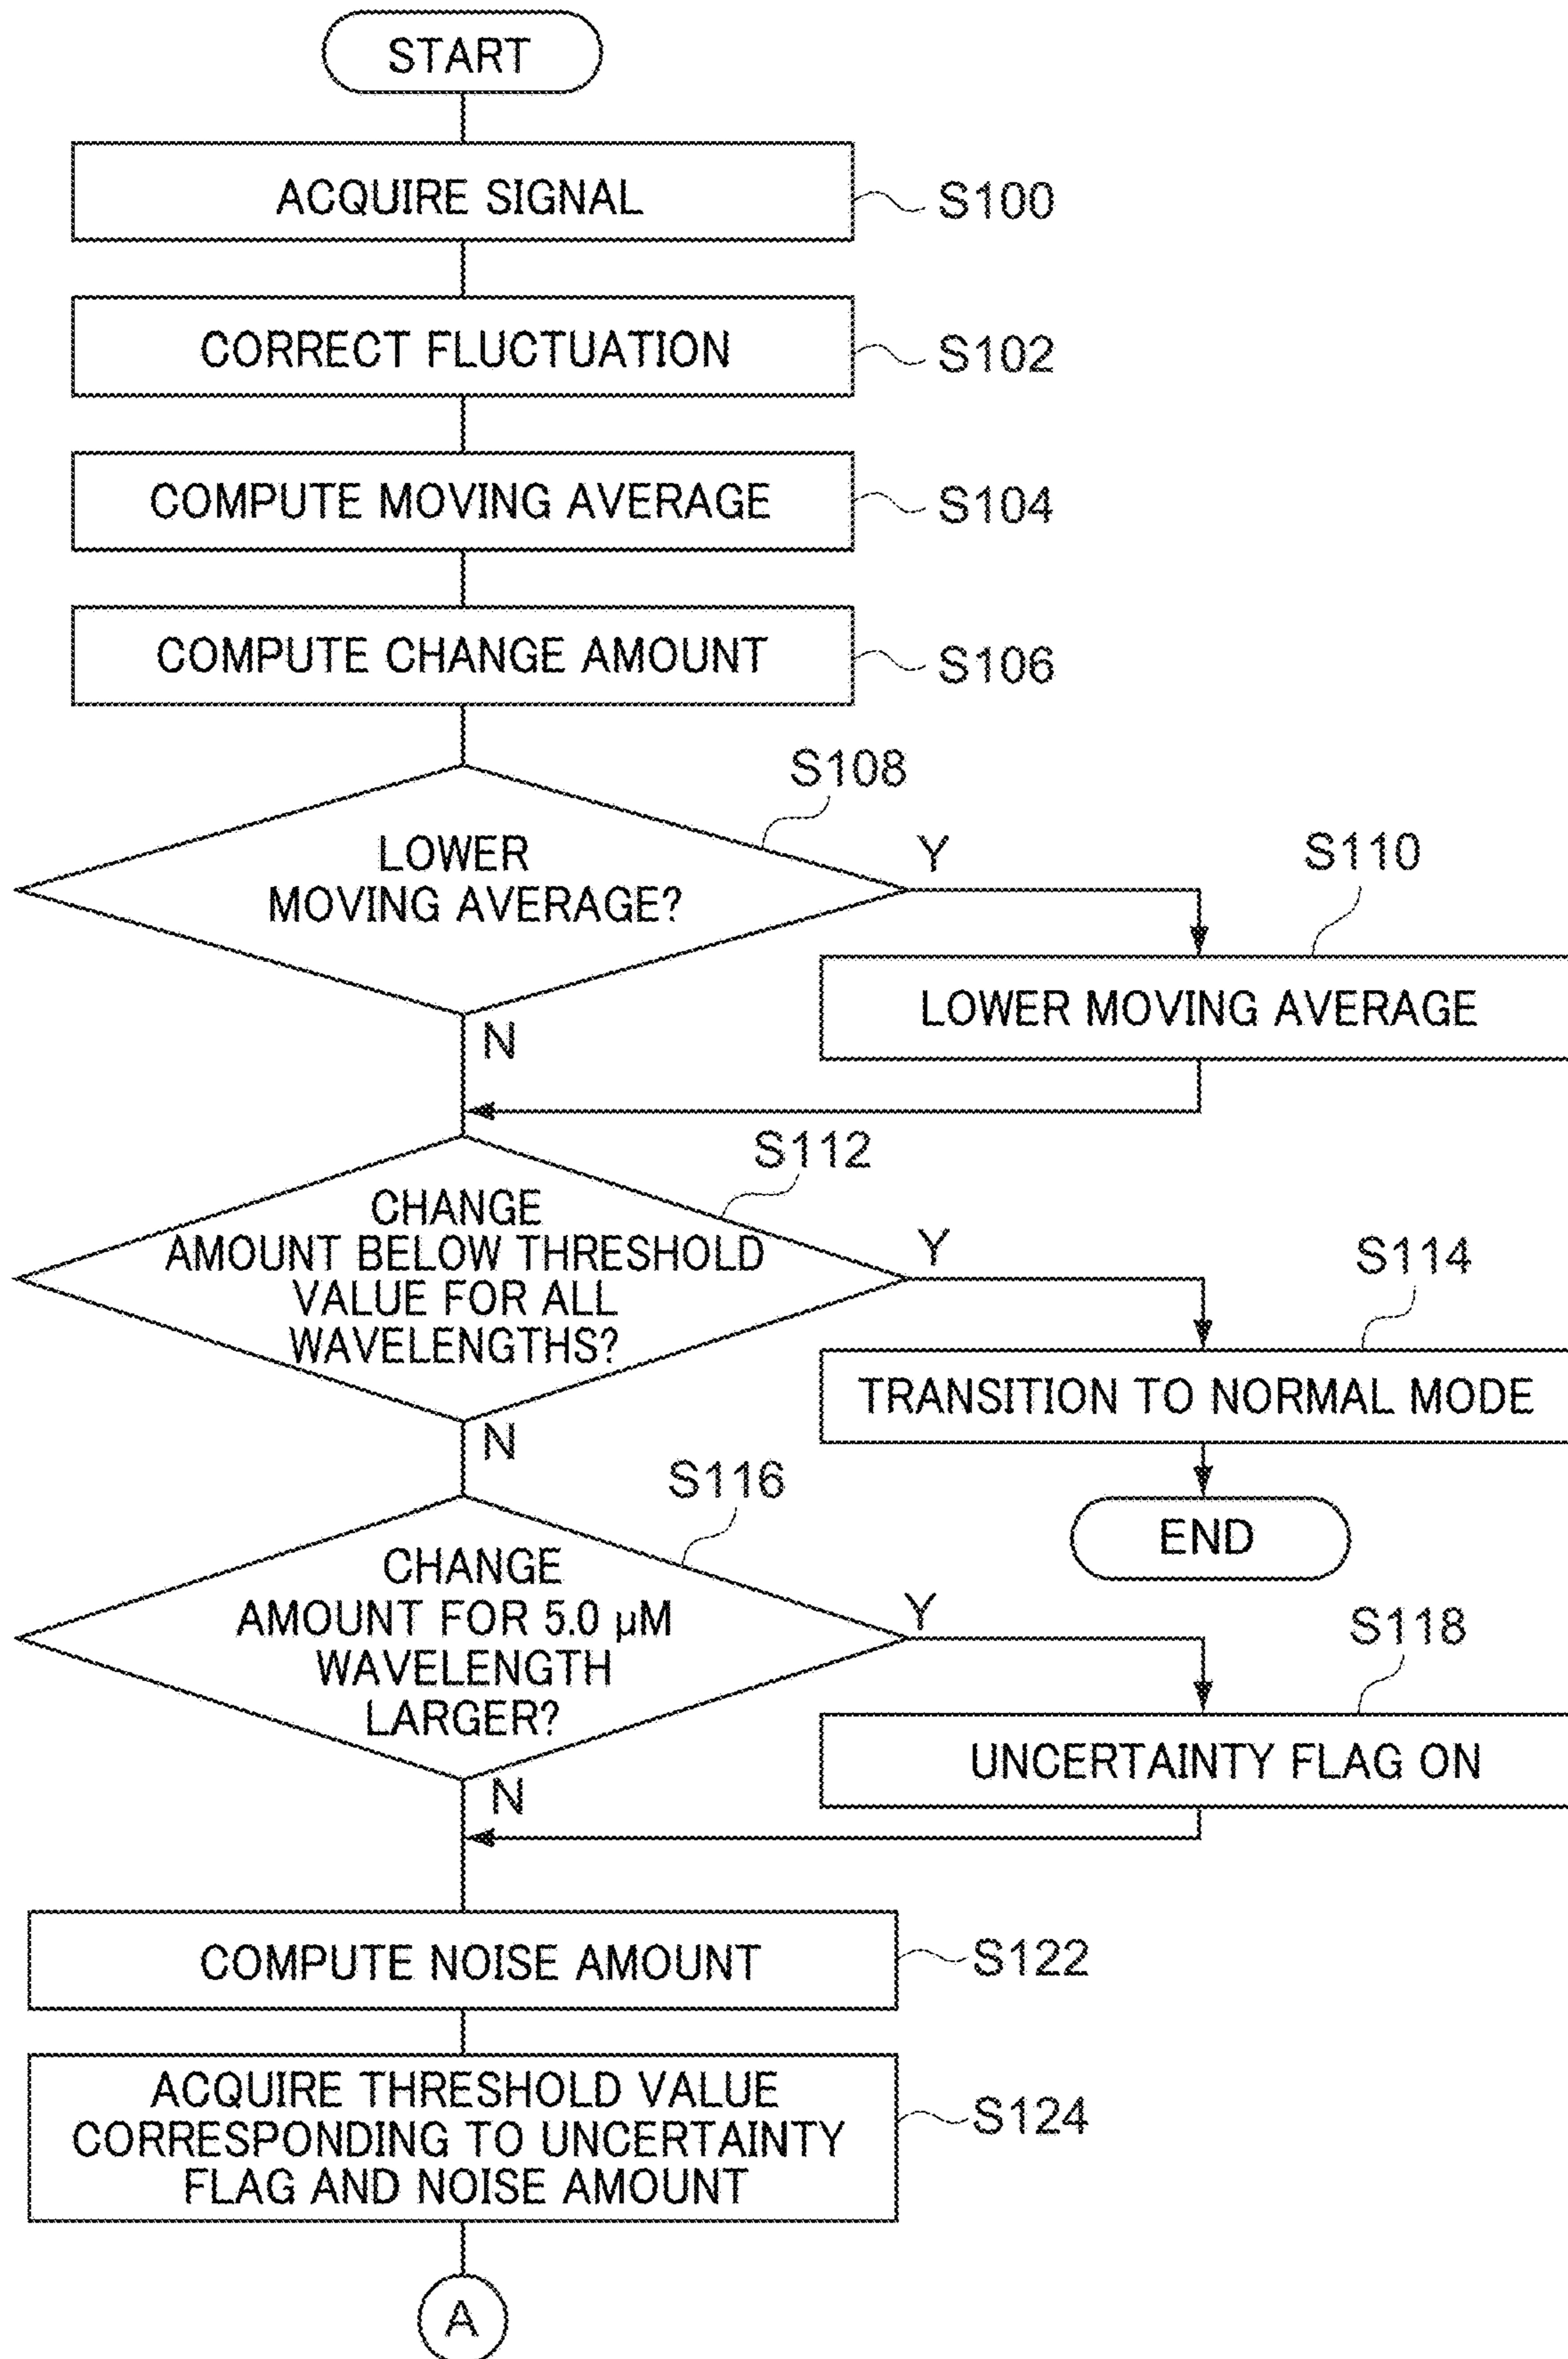 START
ACQUIRE SIGNAL
S100
CORRECT FLUCTUATION
S102
COMPUTE MOVING AVERAGE
S104
COMPUTE CHANGE AMOUNT
S106
S108
LOWER
MOVING AVERAGE?
Y
S110
LOWER MOVING AVERAGE
N
S112
CHANGE
AMOUNT BELOW THRESHOLD
VALUE FOR ALL
WAVELENGTHS?
Y
S114
TRANSITION TO NORMAL MODE
END
N
S116
CHANGE
AMOUNT FOR 5.0 µM
WAVELENGTH
LARGER?
Y
S118
UNCERTAINTY FLAG ON
N
COMPUTE NOISE AMOUNT
S122
ACQUIRE THRESHOLD VALUE
CORRESPONDING TO UNCERTAINTY
FLAG AND NOISE AMOUNT
S124
A